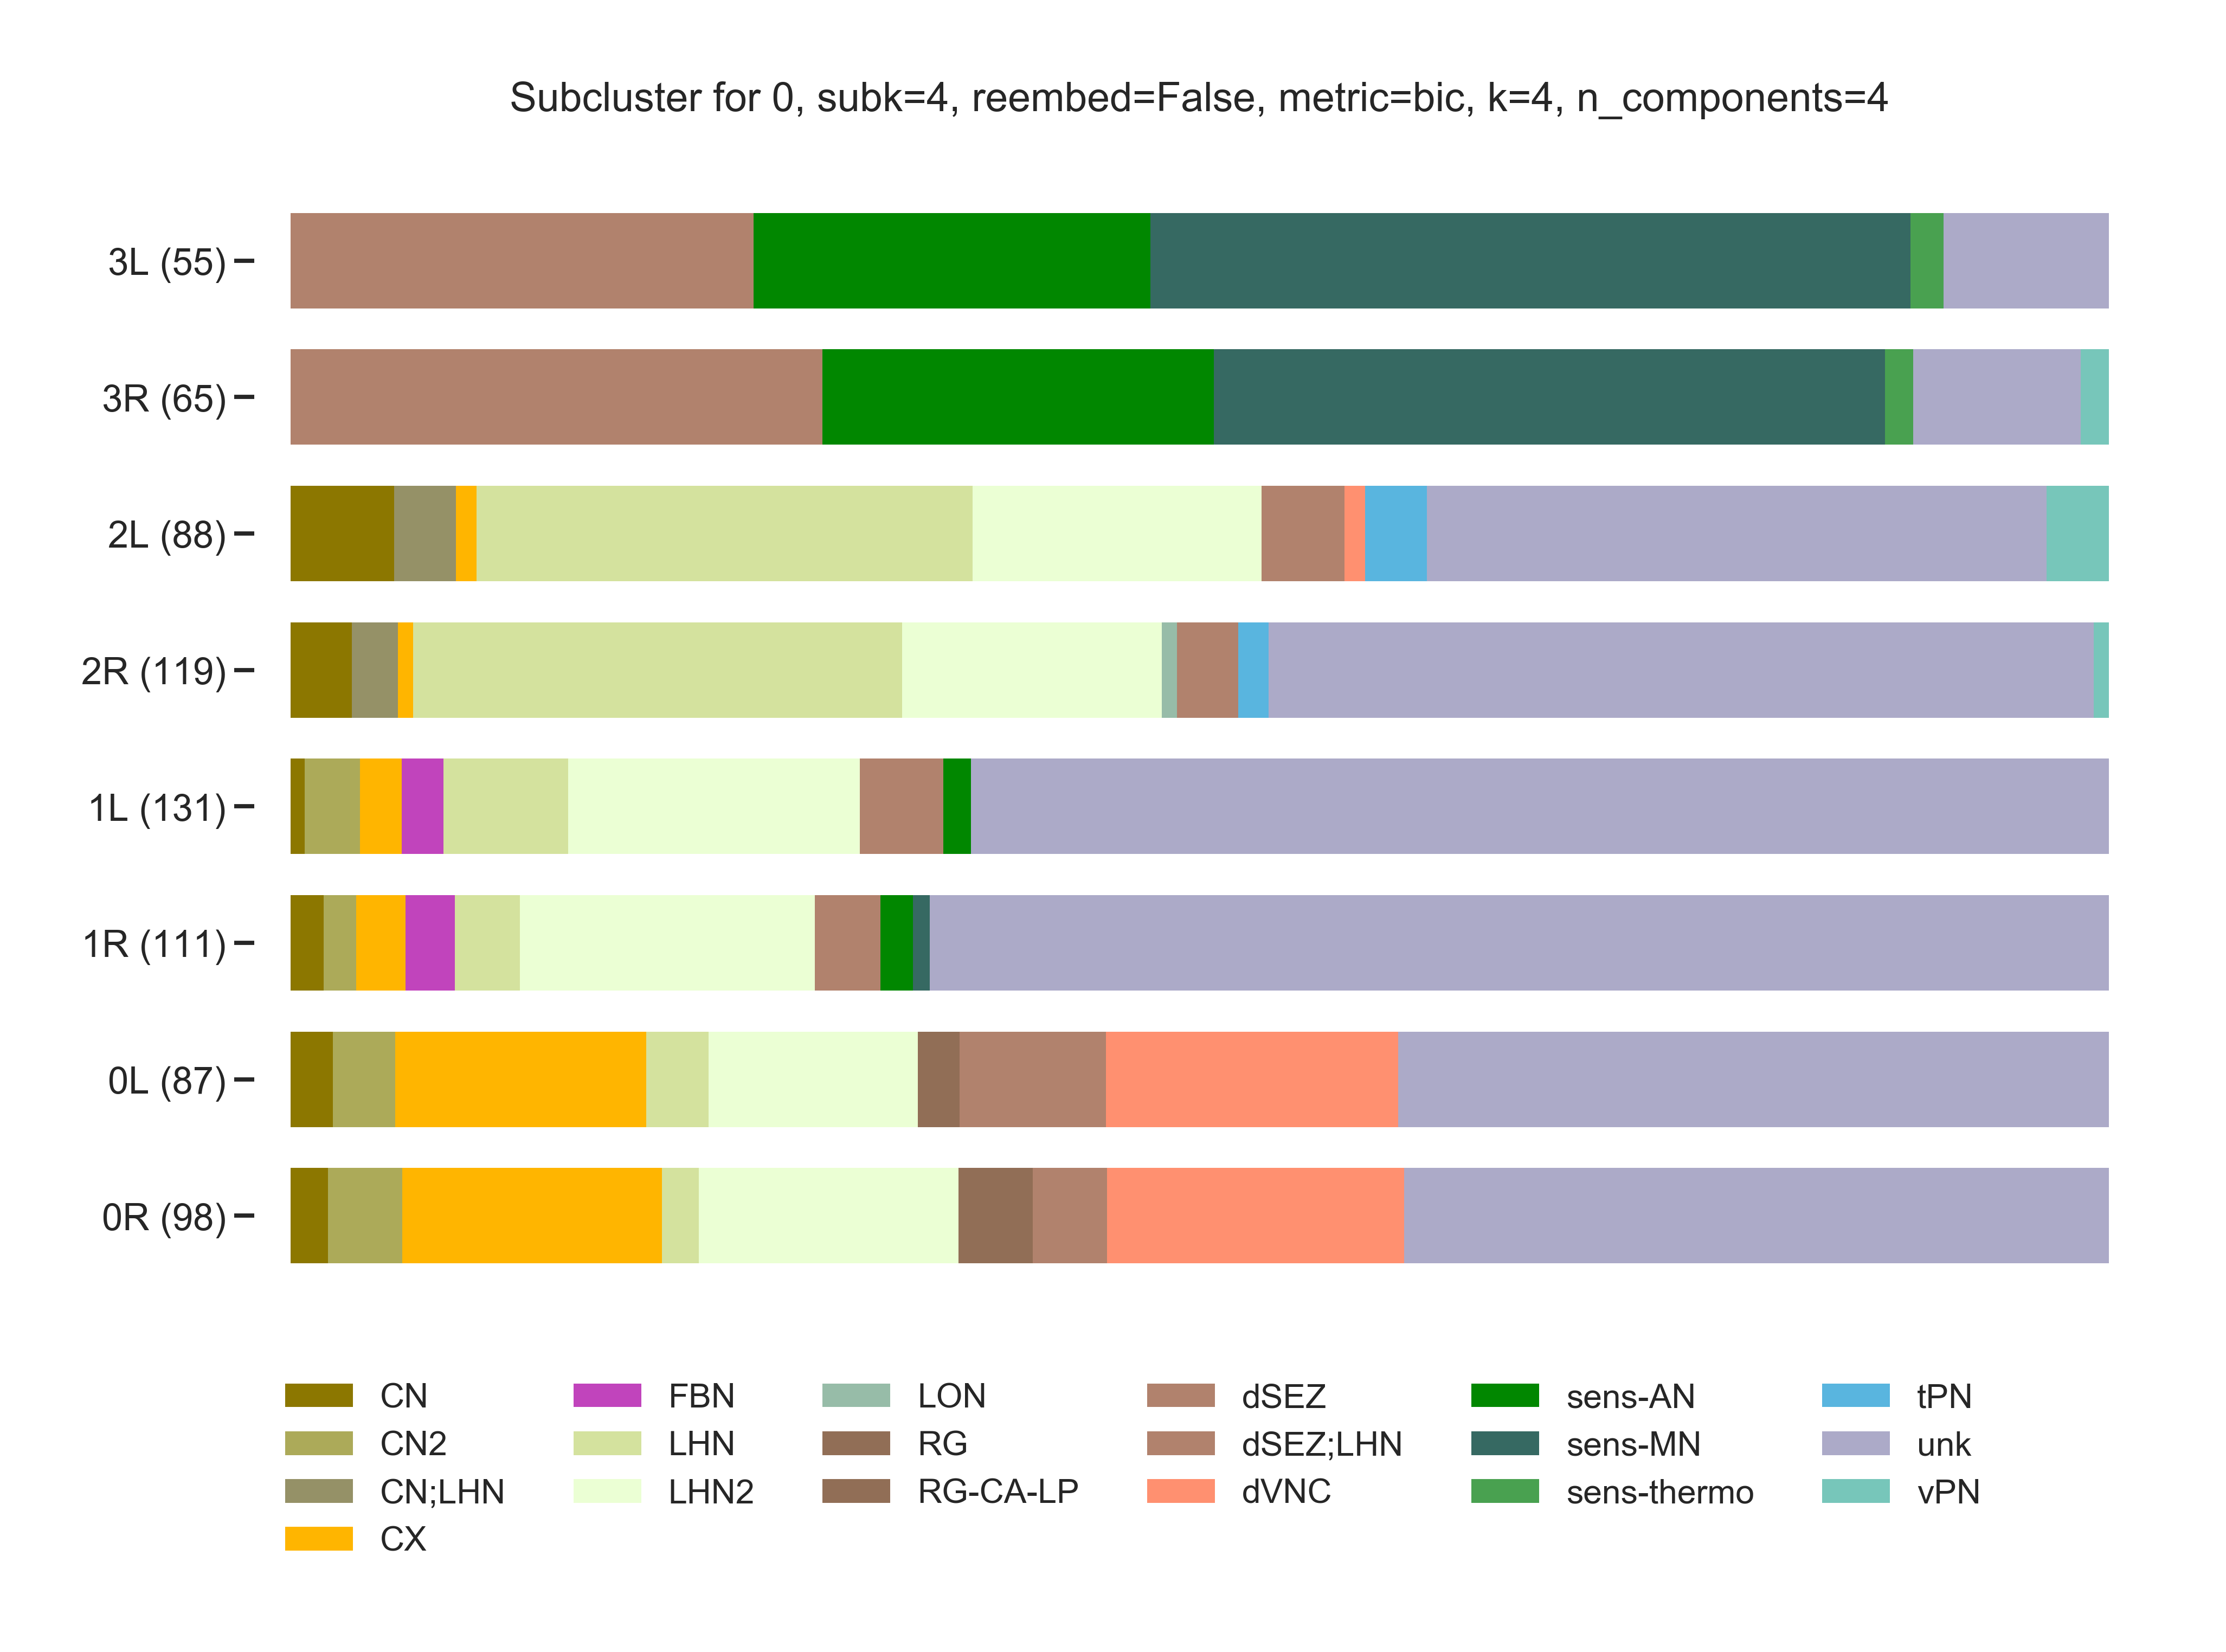 Subcluster for 0, subk=4, reembed=False, metric=bic, k=4, n_components=4
3L (55)
3R (65)
2L (88)
2R (119)
1L (131)
1R (111)
0L (87)
0R (98)
CN FBN LON dSEZ sens-AN tPN
CN2 LHN RG dSEZ;LHN sens-MN unk
CN;LHN LHN2 RG-CA-LP dVNC sens-thermo vPN
CX